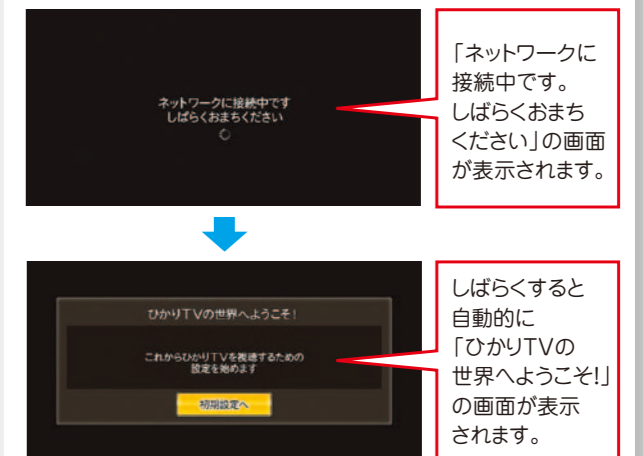 ネットワークに接続中です
しばらくおまちください
「ネットワークに
接続中です。
しばらくおまち
ください」の画面
が表示されます。
ひかりTVの世界へようこそ!
これからひかりTVを視聴するための
設定を始めます
初期設定へ
しばらくすると
自動的に
「ひかりTVの
世界へようこそ!」
の画面が表示
されます。